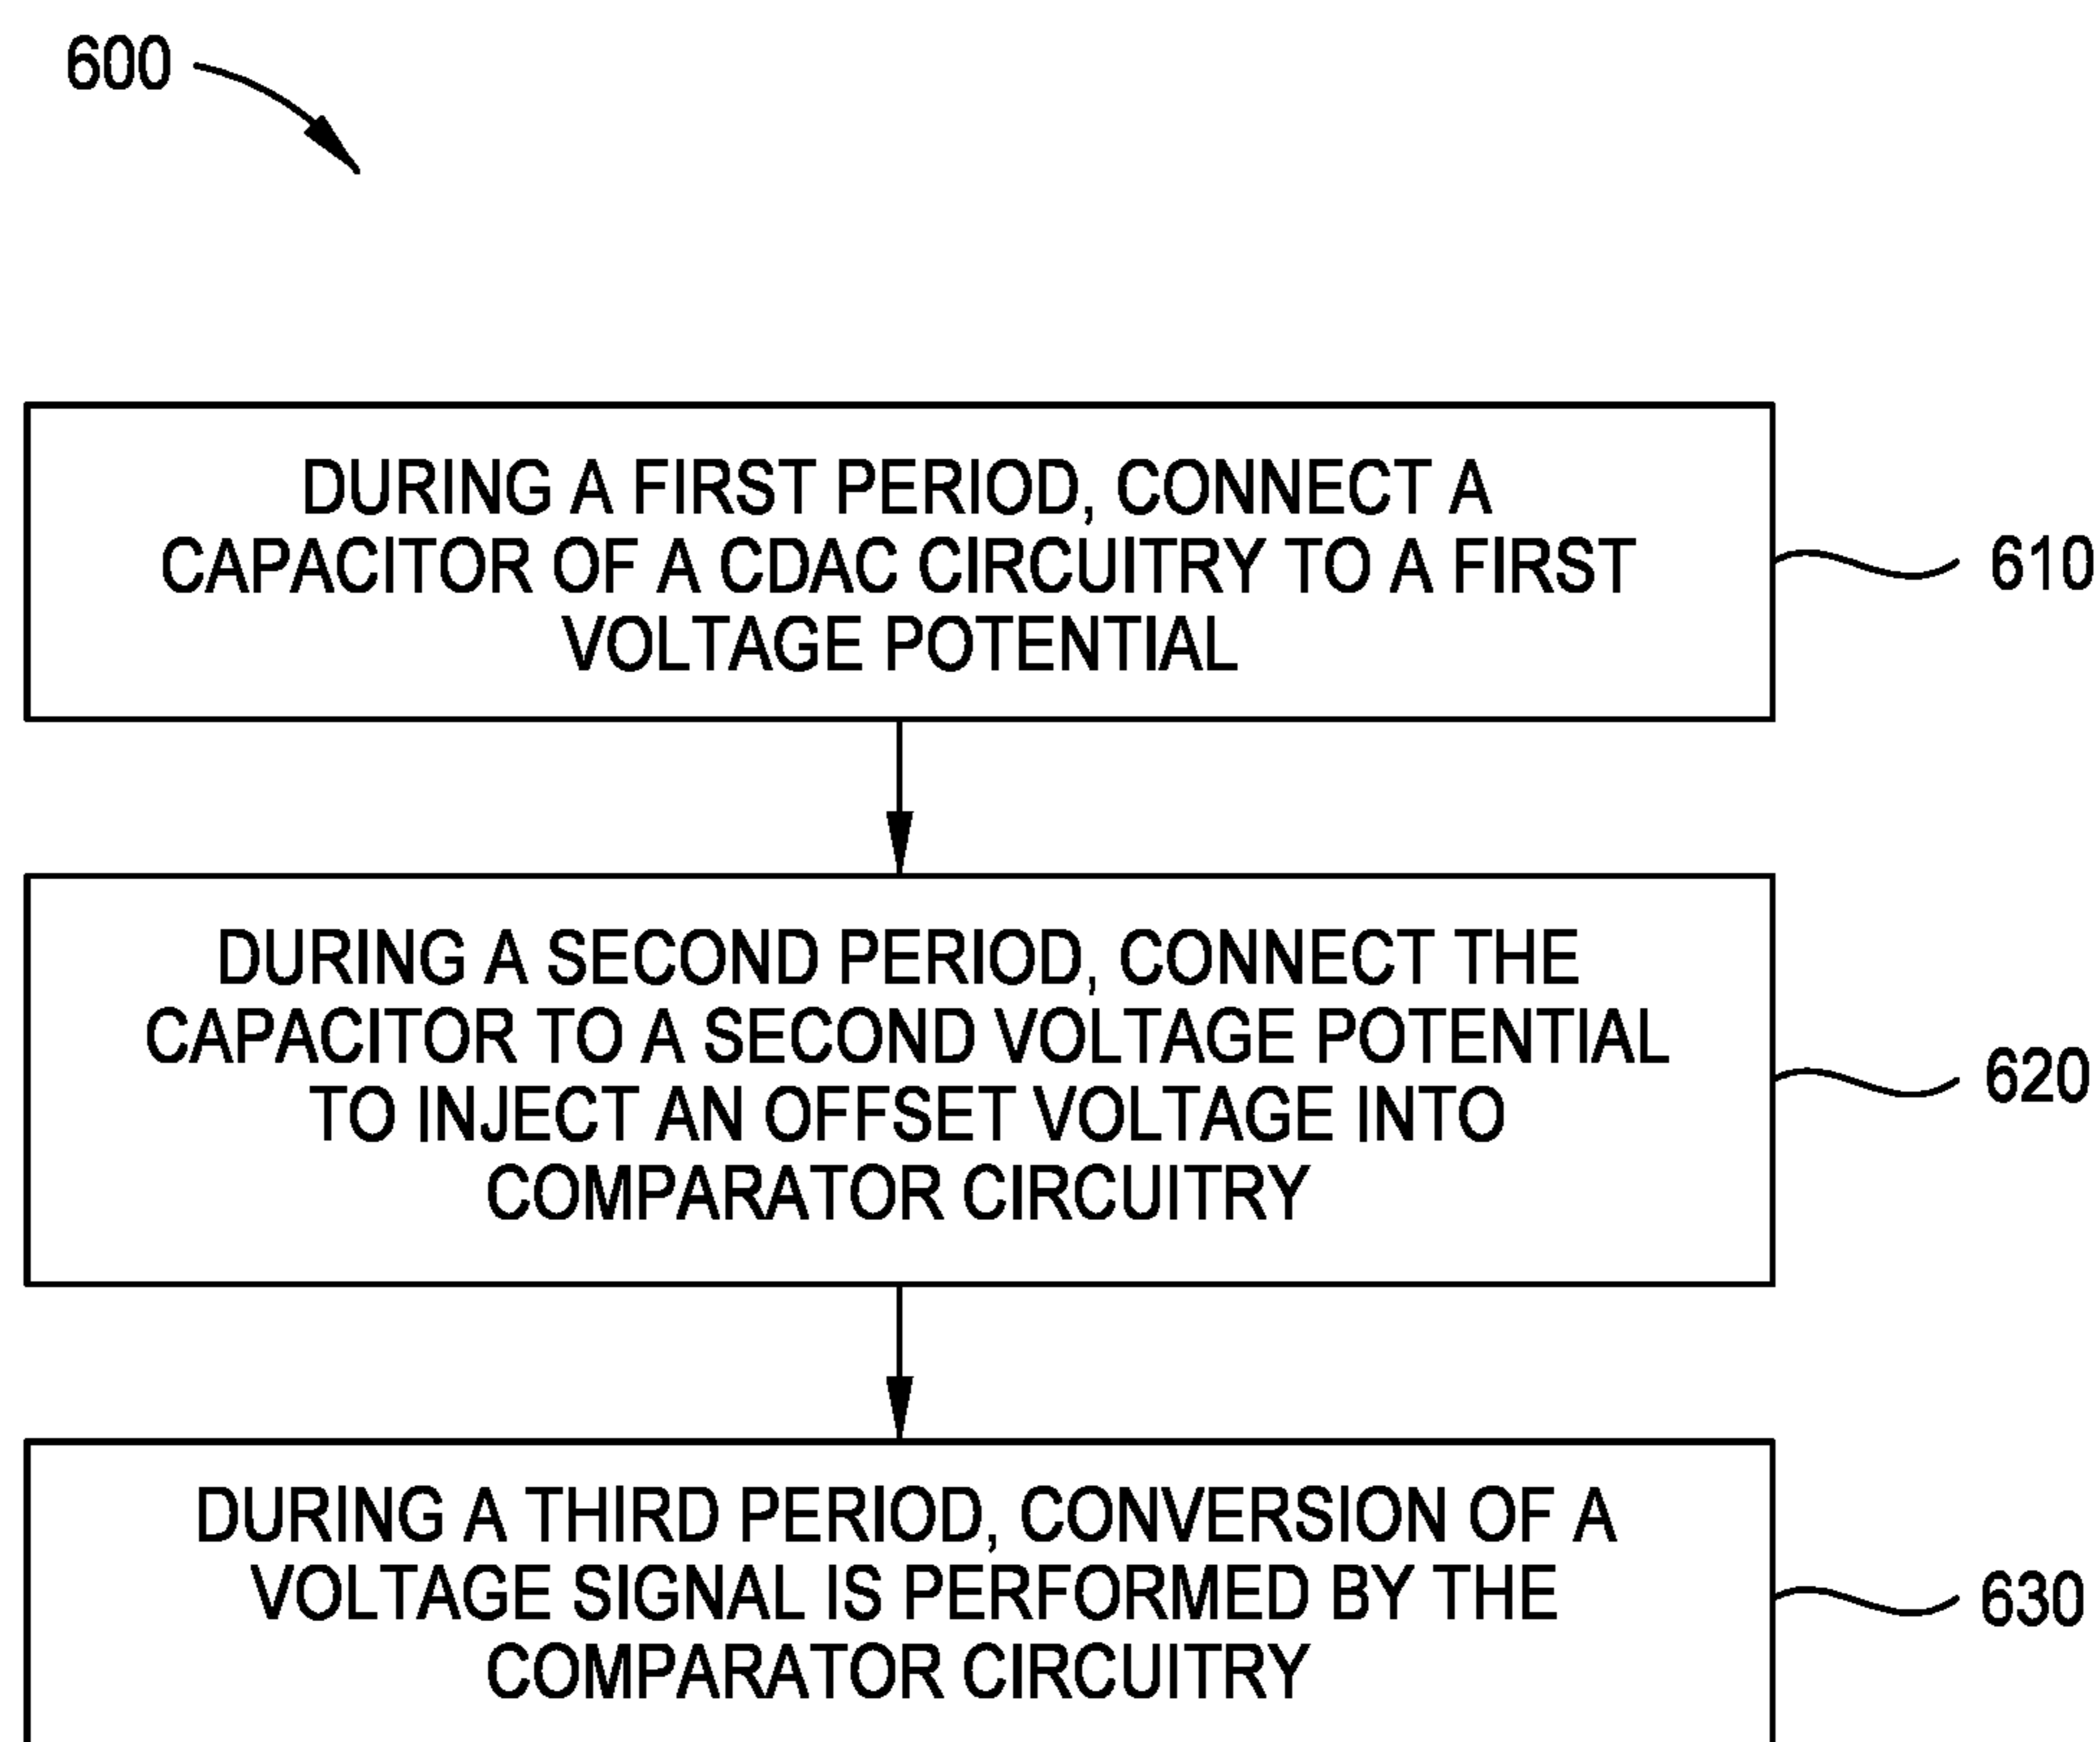 600
DURING A FIRST PERIOD, CONNECT A
CAPACITOR OF A CDAC CIRCUITRY TO A FIRST
VOLTAGE POTENTIAL
610
DURING A SECOND PERIOD, CONNECT THE
CAPACITOR TO A SECOND VOLTAGE POTENTIAL
TO INJECT AN OFFSET VOLTAGE INTO
COMPARATOR CIRCUITRY
620
DURING A THIRD PERIOD, CONVERSION OF A
VOLTAGE SIGNAL IS PERFORMED BY THE
COMPARATOR CIRCUITRY
630